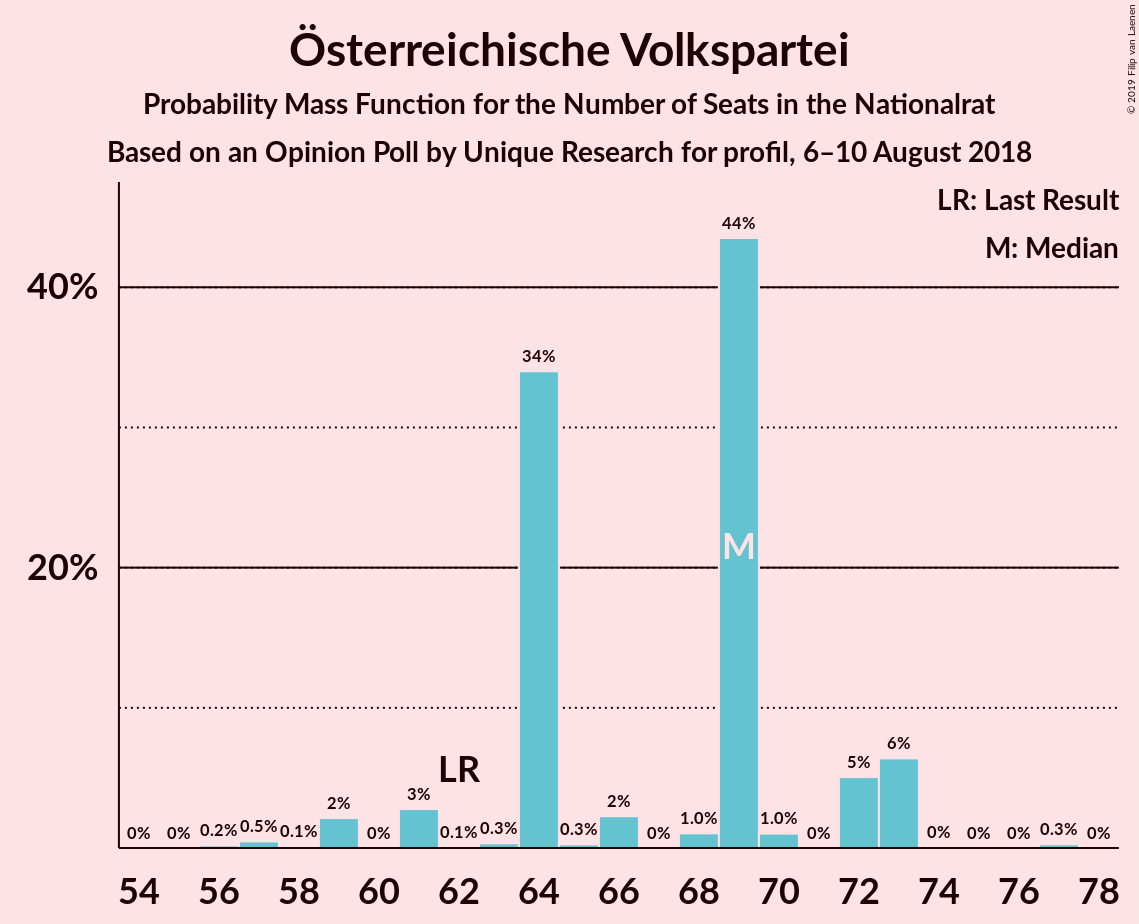 Österreichische Volkspartei
Probability Mass Function for the Number of Seats in the Nationalrat
Based on an Opinion Poll by Unique Research for profil, 6–10 August 2018
© 2019 Filip van Laenen
LR: Last Result
M: Median
40%
20%
0% 0% 0.2% 0.5% 0.1% 2% 0% 3% 0.1% 0.3% 34% 0.3% 2% 0% 1.0% 44% 1.0% 0% 5% 6% 0% 0% 0% 0.3% 0%
LR
M
54 56 58 60 62 64 66 68 70 72 74 76 78